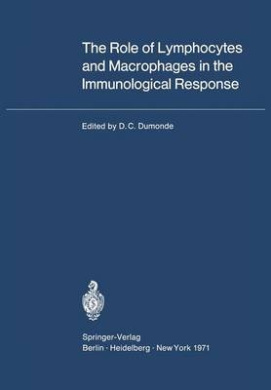 The Role of Lymphocytes
and Macrophages in the
Immunological Response
Edited by D. C. Dumonde
Springer-Verlag
Berlin · Heidelberg · New York 1971